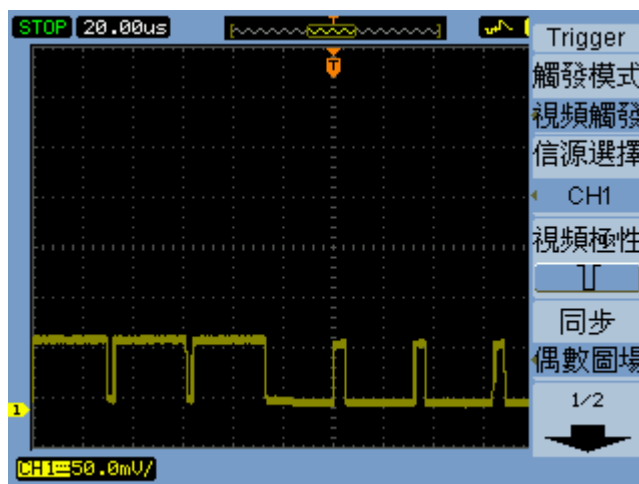 STOP 20.00us
T
Trigger
觸發模式
視頻觸發
信源選擇
CH1
視頻極性
同步
偶數圖場
1/2
1
CH1 50.0mV/